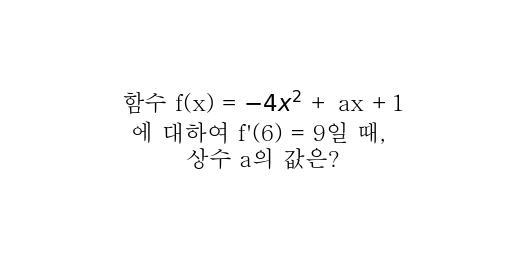 함수 f(x) = −4x² + ax + 1
에 대하여 f'(6) = 9일 때,
상수 a의 값은?